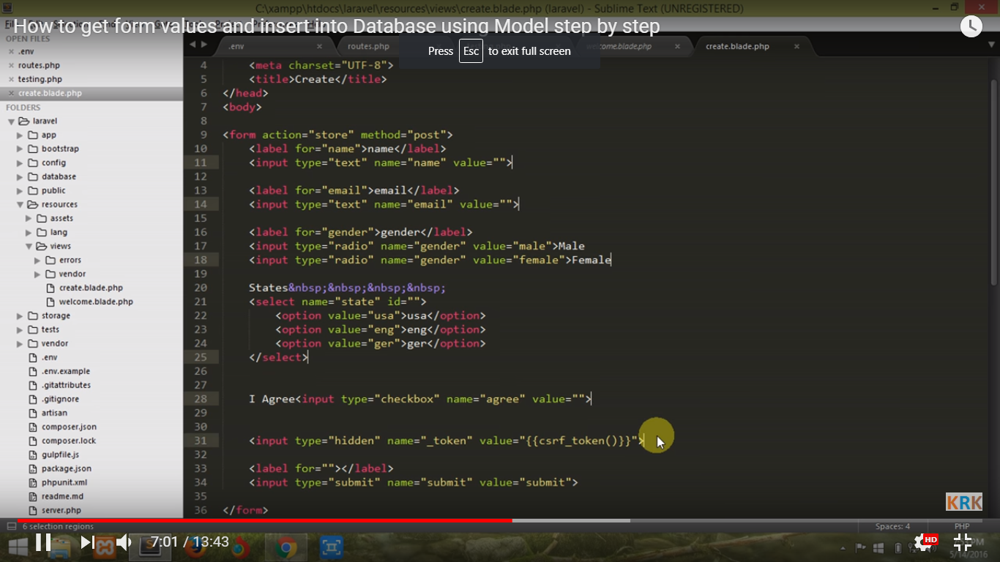 C:\xampp\htdocs\laravel\resources\views\create.blade.php (laravel) - Sublime Text (UNREGISTERED)
How to get form values and insert into Database using Model step by step
Press Esc to exit full screen
OPEN FILES
.env
routes.php
testing.php
create.blade.php
FOLDERS
laravel
app
bootstrap
config
database
public
resources
assets
lang
views
errors
vendor
create.blade.php
welcome.blade.php
storage
tests
vendor
.env
.env.example
.gitattributes
.gitignore
artisan
composer.json
composer.lock
gulpfile.js
package.json
phpunit.xml
readme.md
server.php
.env
routes.php
welcome.blade.php
create.blade.php
4 <meta charset="UTF-8">
5 <title>Create</title>
6 </head>
7 <body>
8
9 <form action="store" method="post">
10 <label for="name">name</label>
11 <input type="text" name="name" value="">
12
13 <label for="email">email</label>
14 <input type="text" name="email" value="">
15
16 <label for="gender">gender</label>
17 <input type="radio" name="gender" value="male">Male
18 <input type="radio" name="gender" value="female">Female
19
20 States&nbsp;&nbsp;&nbsp;&nbsp;
21 <select name="state" id="">
22 <option value="usa">usa</option>
23 <option value="eng">eng</option>
24 <option value="ger">ger</option>
25 </select>
26
27
28 I Agree<input type="checkbox" name="agree" value="">
29
30
31 <input type="hidden" name="_token" value="{{csrf_token()}}">
32
33 <label for=""></label>
34 <input type="submit" name="submit" value="submit">
35
36 </form>
KRK
6 selection regions
Spaces: 4
PHP
7:01 / 13:43
HD
PM
5/14/2016